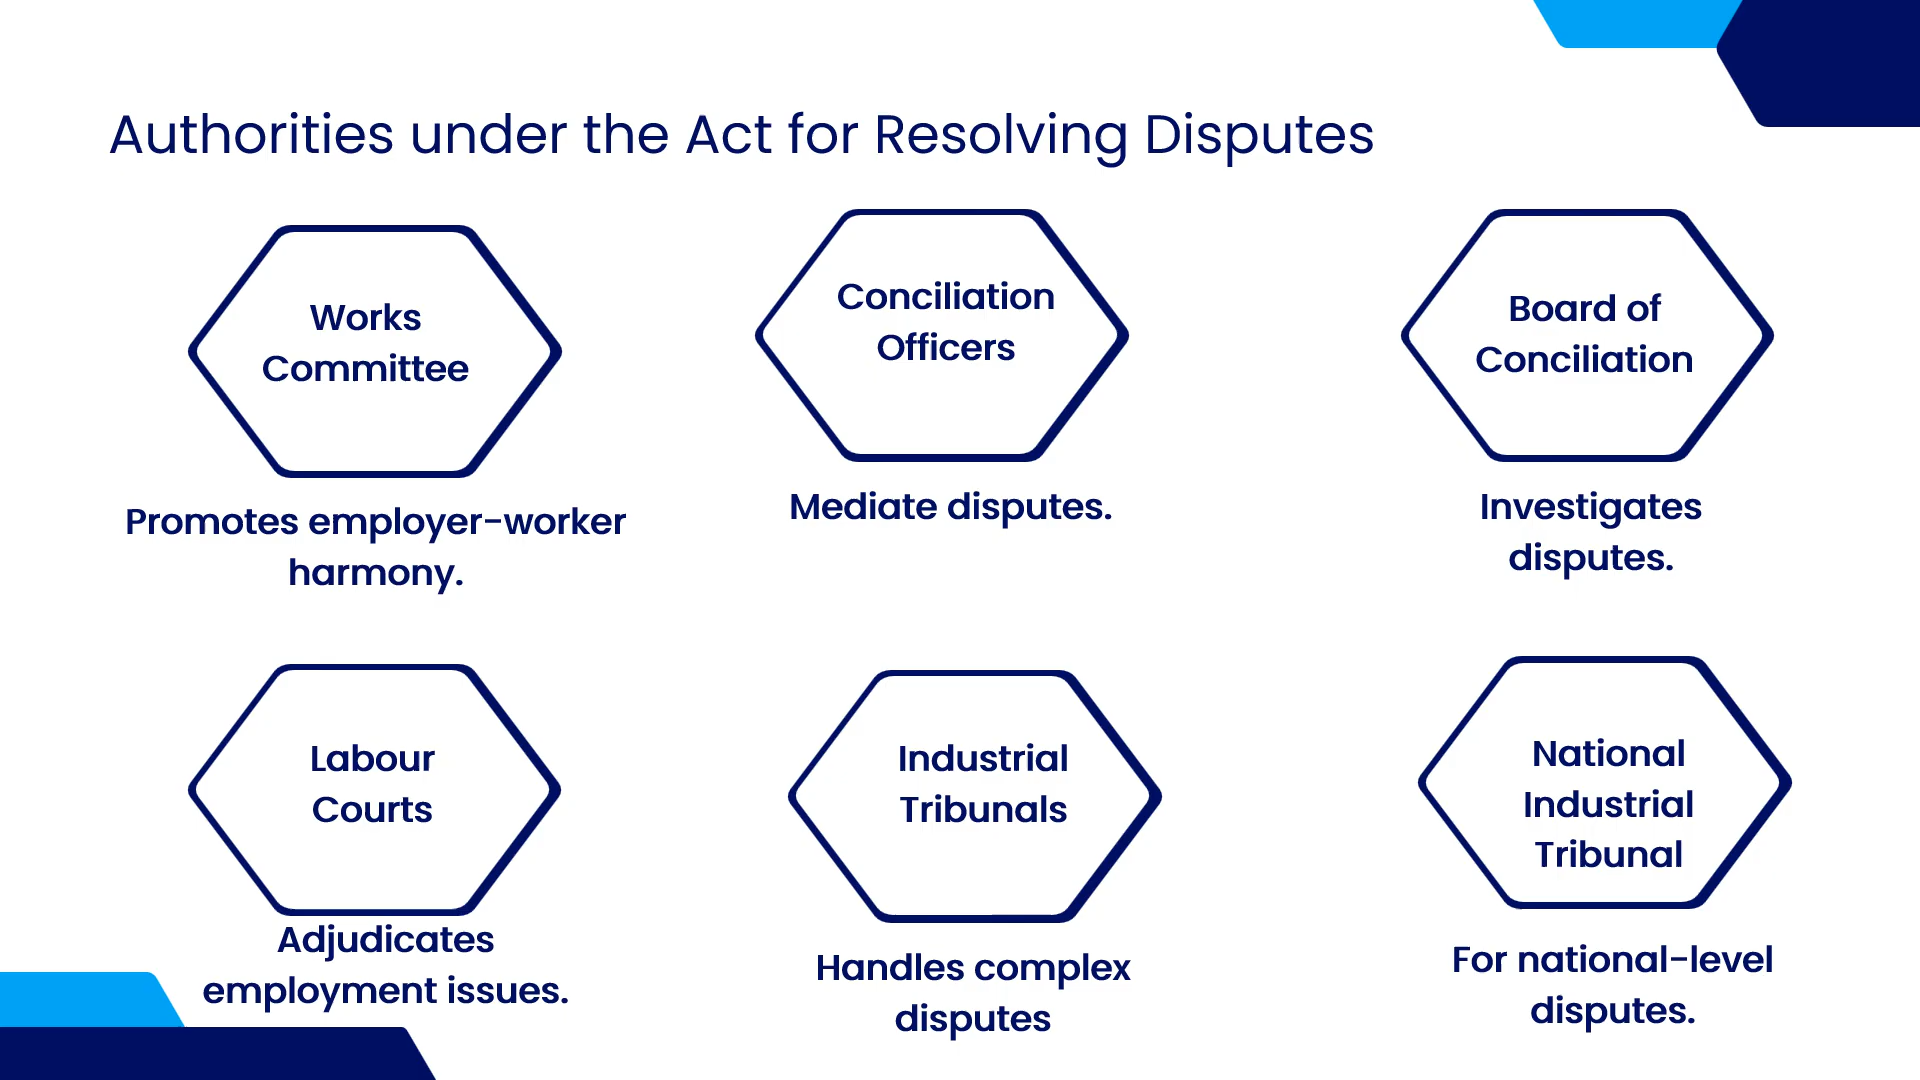 Authorities under the Act for Resolving Disputes
Works
Committee
Promotes employer-worker
harmony.
Conciliation
Officers
Mediate disputes.
Board of
Conciliation
Investigates
disputes.
Labour
Courts
Adjudicates
employment issues.
Industrial
Tribunals
Handles complex
disputes
National
Industrial
Tribunal
For national-level
disputes.